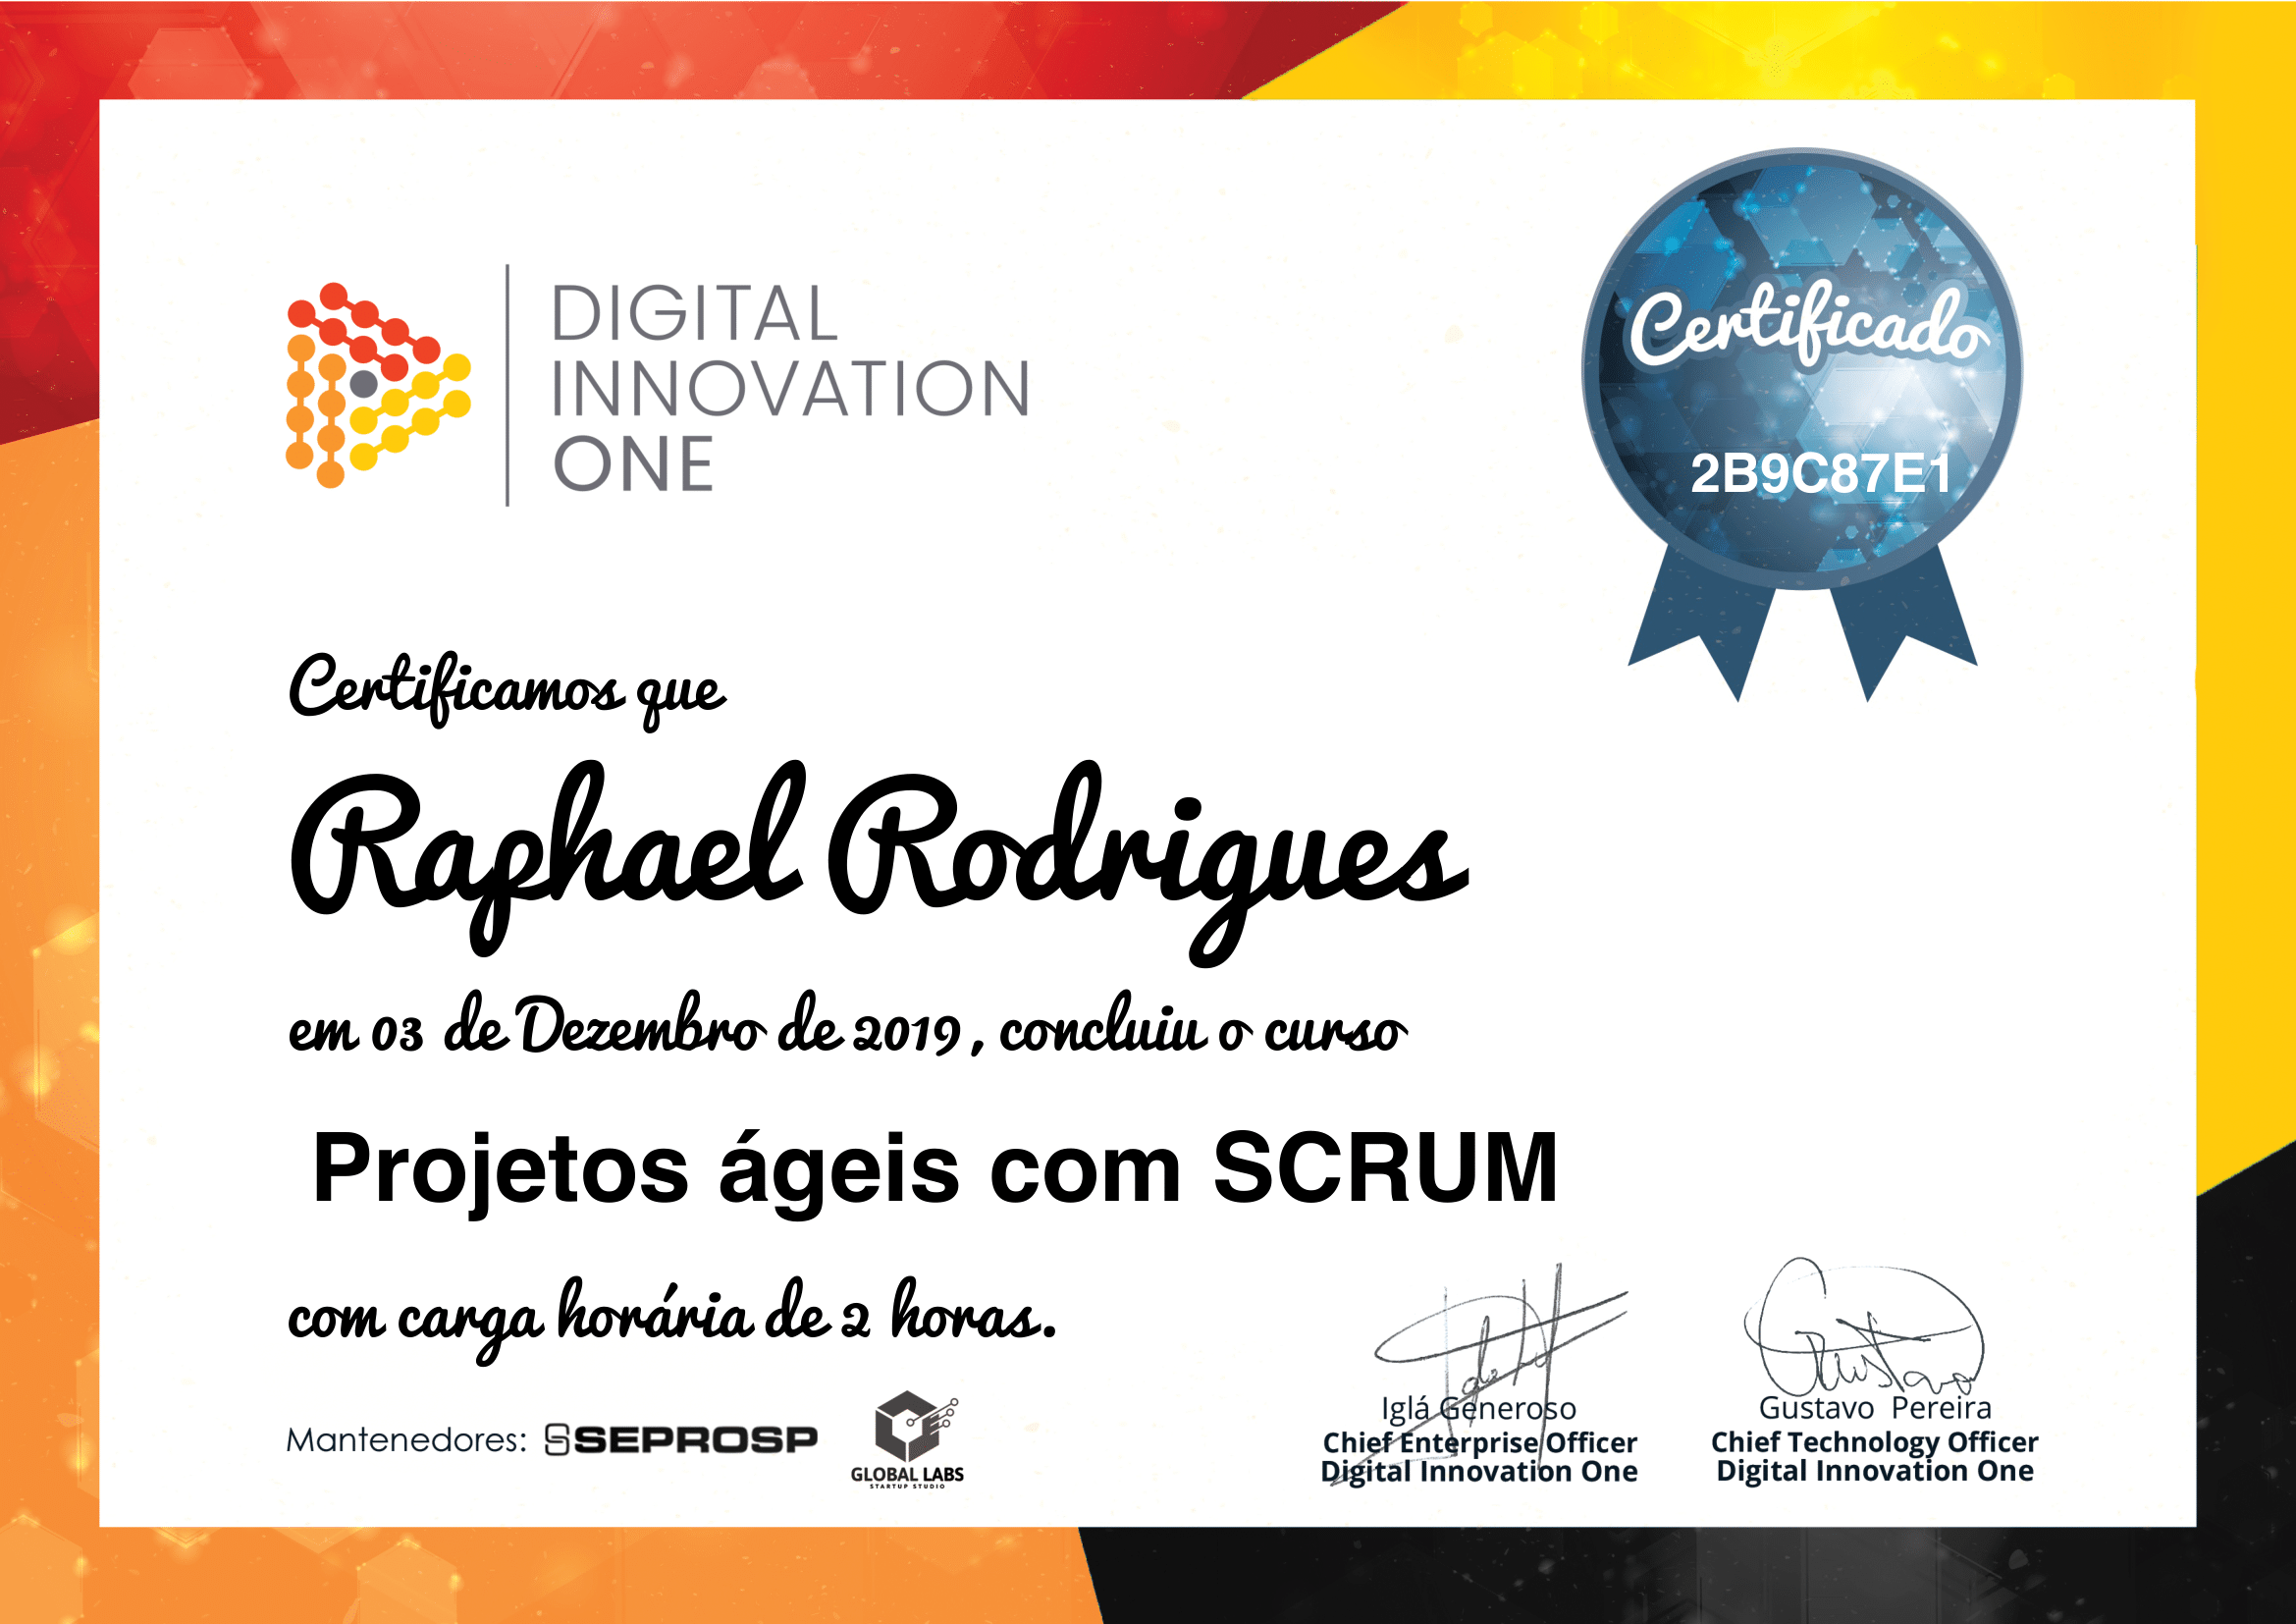 DIGITAL
INNOVATION
ONE
Certificado
2B9C87E1
Certificamos que
Raphael Rodrigues
em 03 de Dezembro de 2019, concluiu o curso
Projetos ágeis com SCRUM
com carga horária de 2 horas.
Mantenedores: SEPROSP
GLOBAL LABS
STARTUP STUDIO
Iglá Generoso
Chief Enterprise Officer
Digital Innovation One
Gustavo Pereira
Chief Technology Officer
Digital Innovation One